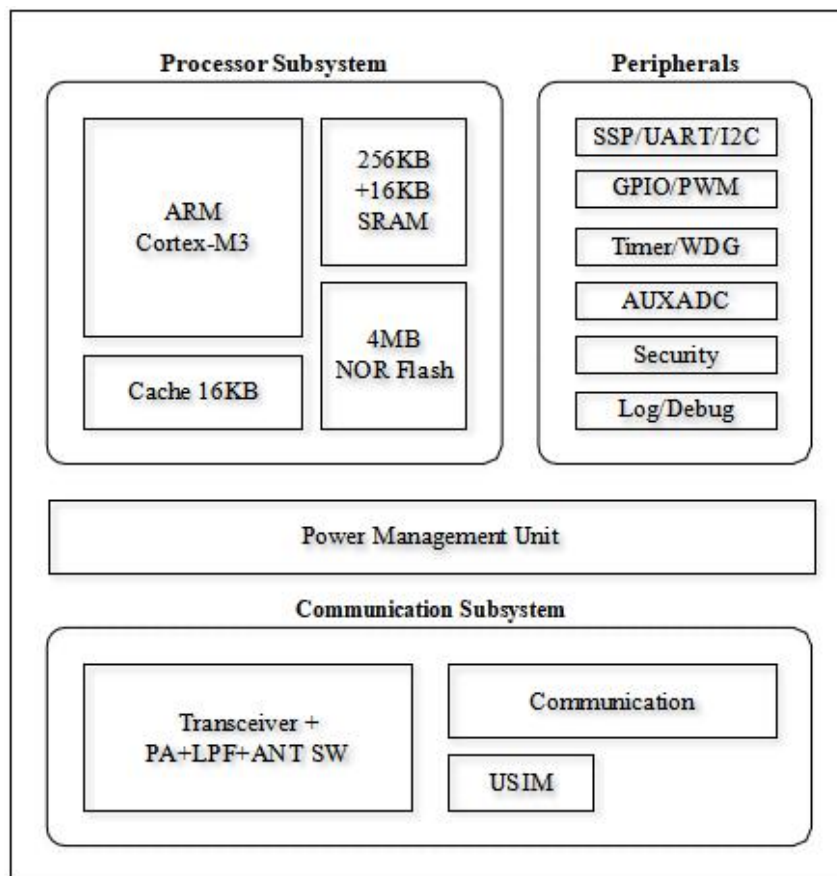 Processor Subsystem
ARM
Cortex-M3
256KB
+16KB
SRAM
Cache 16KB
4MB
NOR Flash
Peripherals
SSP/UART/I2C
GPIO/PWM
Timer/WDG
AUXADC
Security
Log/Debug
Power Management Unit
Communication Subsystem
Transceiver +
PA+LPF+ANT SW
Communication
USIM